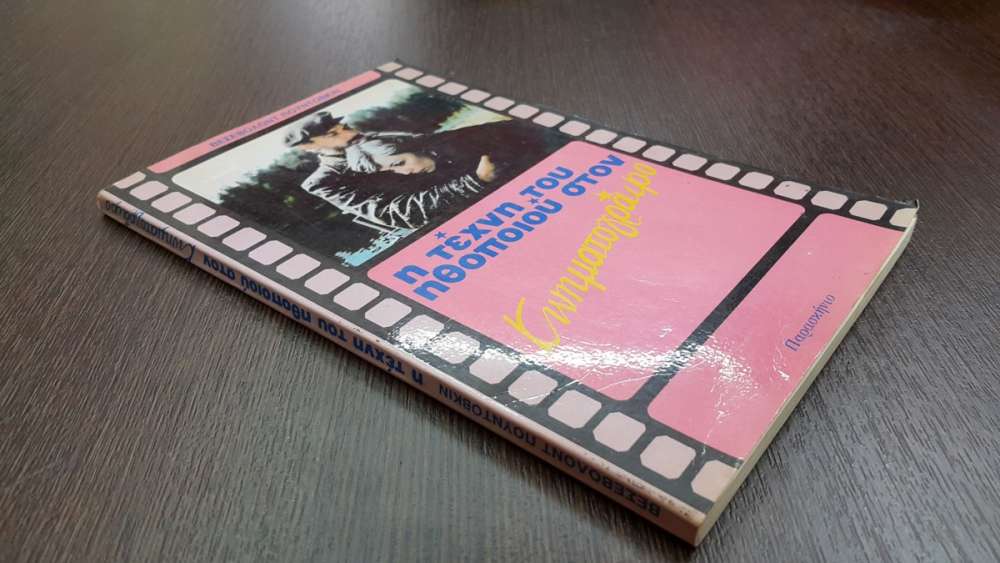 ΒΣΕΒΟΛΟΝΤ ΠΟΥΝΤΟΒΚΙΝ
η τέχνη του
ηθοποιού στον
Κινηματογράφο
Παρασκήνιο
ΒΣΕΒΟΛΟΝΤ ΠΟΥΝΤΟΒΚΙΝ η τέχνη του ηθοποιού στον Κινηματογράφο